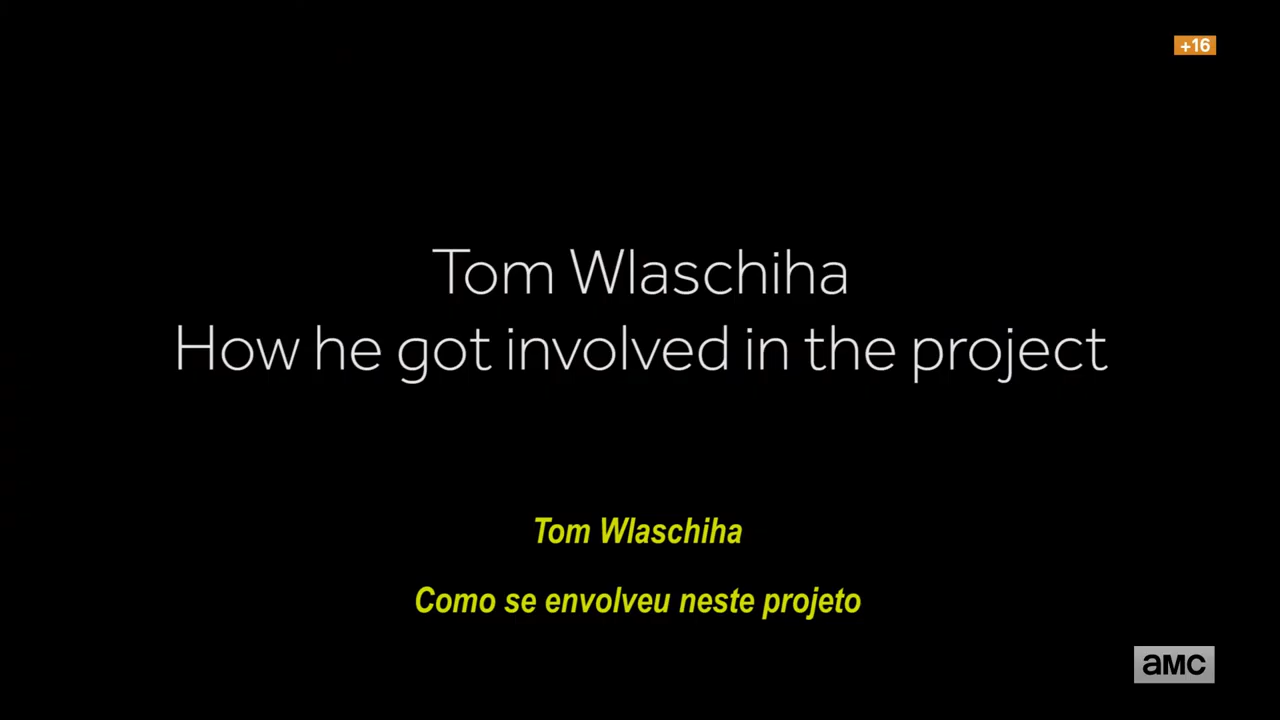 +16
Tom Wlaschiha
How he got involved in the project
Tom Wlaschiha
Como se envolveu neste projeto
aMC